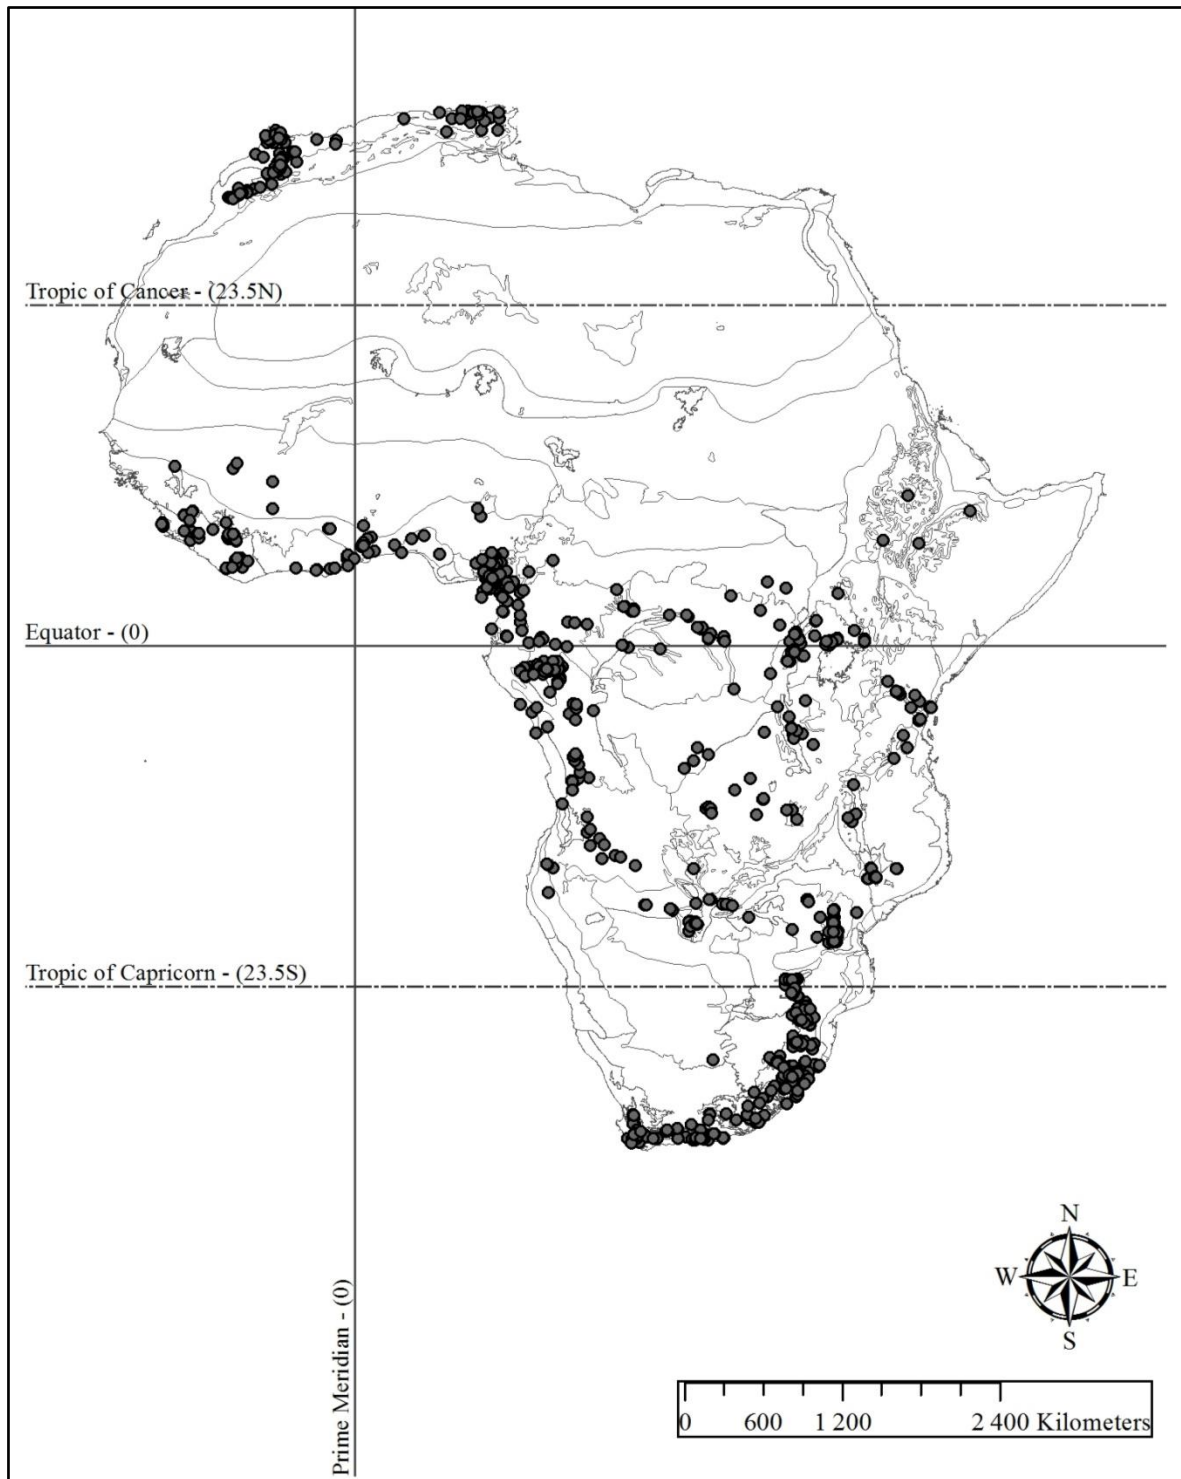 Tropic of Cancer - (23.5N)
Equator - (0)
Tropic of Capricorn - (23.5S)
Prime Meridian - (0)
N
W E
S
0 600 1 200 2 400 Kilometers